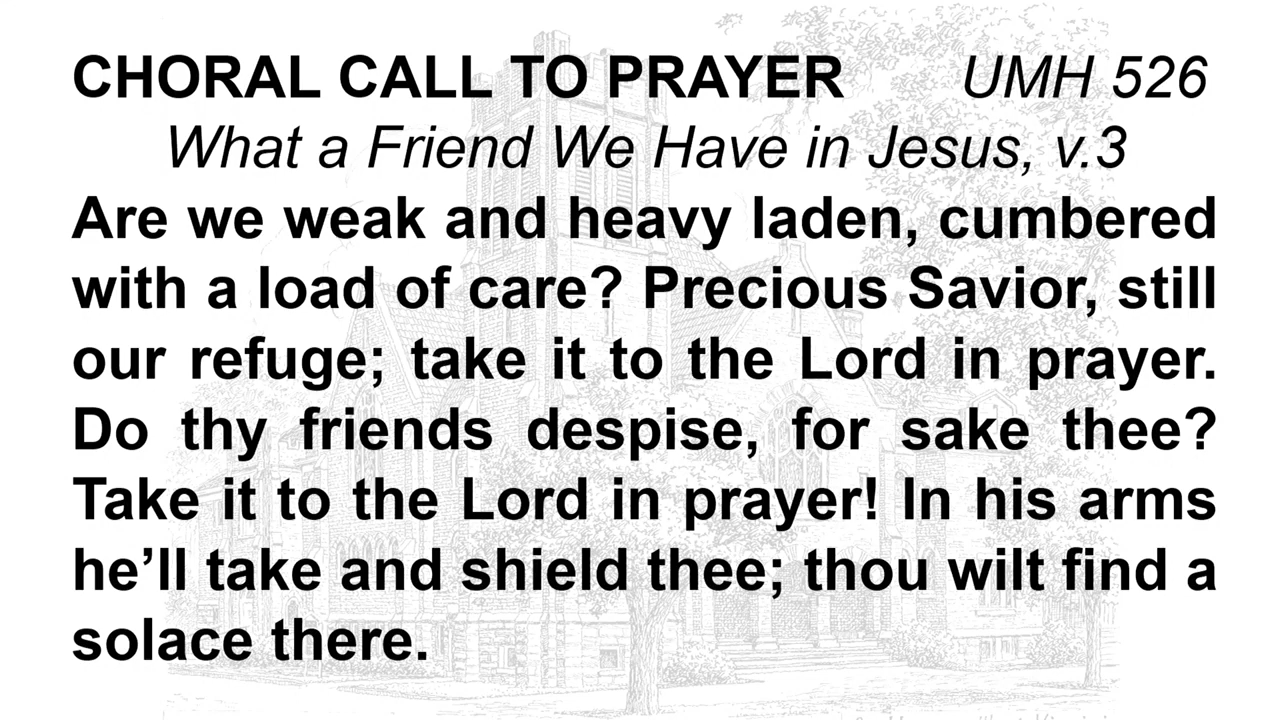 CHORAL CALL TO PRAYER UMH 526
What a Friend We Have in Jesus, v.3
Are we weak and heavy laden, cumbered
with a load of care? Precious Savior, still
our refuge; take it to the Lord in prayer.
Do thy friends despise, for sake thee?
Take it to the Lord in prayer! In his arms
he’ll take and shield thee; thou wilt find a
solace there.